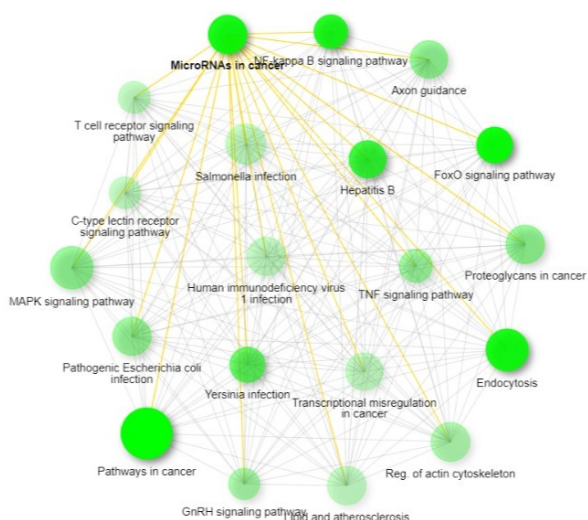 MicroRNAs in cancer
NF-kappa B signaling pathway
Axon guidance
T cell receptor signaling
pathway
Salmonella infection
Hepatitis B
FoxO signaling pathway
C-type lectin receptor
signaling pathway
MAPK signaling pathway
Human immunodeficiency virus
1 infection
TNF signaling pathway
Proteoglycans in cancer
Pathogenic Escherichia coli
infection
Yersinia infection
Transcriptional misregulation
in cancer
Endocytosis
Pathways in cancer
Reg. of actin cytoskeleton
GnRH signaling pathway
Lipid and atherosclerosis